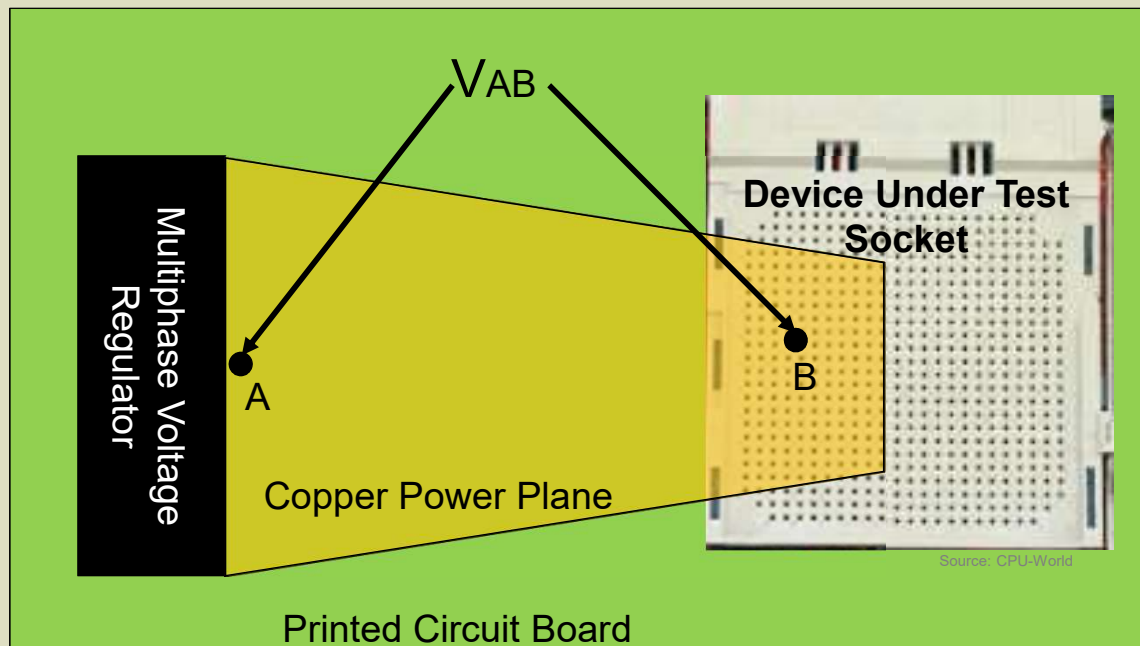 VAB
Device Under Test
Socket
Multiphase Voltage
Regulator
A
B
Copper Power Plane
Source: CPU-World
Printed Circuit Board